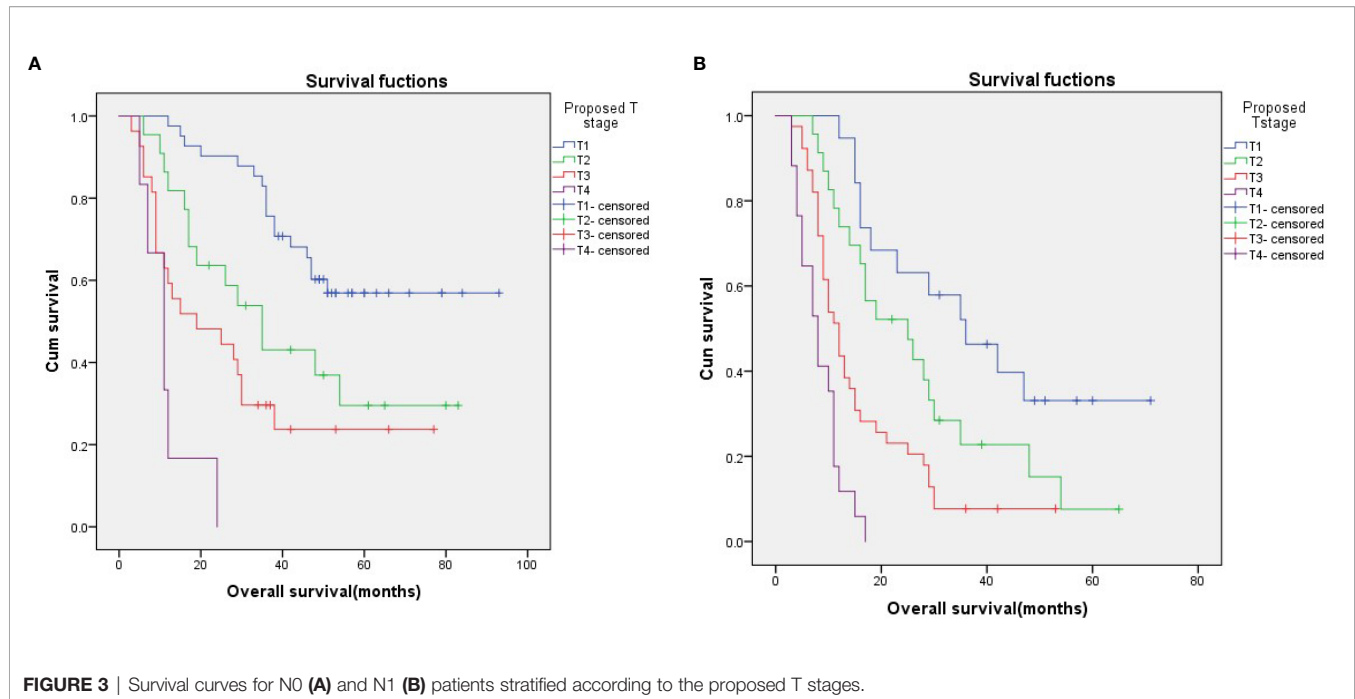 A
Survival fuctions
Proposed T
stage
T1
T2
T3
T4
T1- censored
T2- censored
T3- censored
T4- censored
1.0
0.8
0.6
0.4
0.2
0.0
Cum survival
0
20
40
60
80
100
Overall survival(months)
B
Survival fuctions
Proposed
Tstage
T1
T2
T3
T4
T1- censored
T2- censored
T3- censored
T4- censored
1.0
0.8
0.6
0.4
0.2
0.0
Cun survival
0
20
40
60
80
Overall survival(months)
FIGURE 3 | Survival curves for N0 (A) and N1 (B) patients stratified according to the proposed T stages.